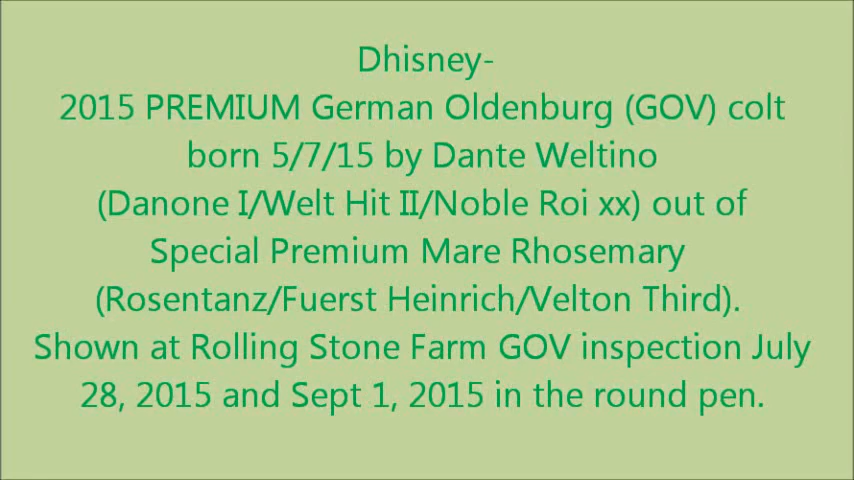 Dhisney-
2015 PREMIUM German Oldenburg (GOV) colt
born 5/7/15 by Dante Weltino
(Danone I/Welt Hit II/Noble Roi xx) out of
Special Premium Mare Rhosemary
(Rosentanz/Fuerst Heinrich/Velton Third).
Shown at Rolling Stone Farm GOV inspection July
28, 2015 and Sept 1, 2015 in the round pen.